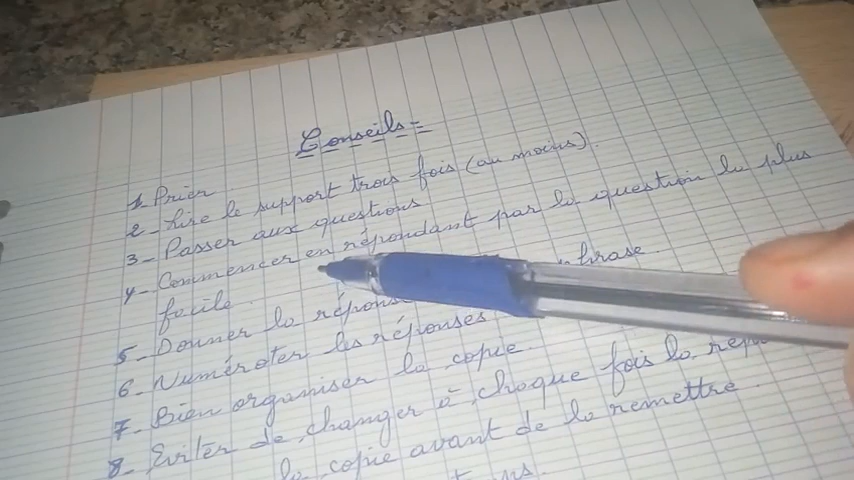 Conseils =
1- Prier
2- Lire le support trois fois (au moins).
3- Passer aux questions
4- Commencer en répondant par la question la plus
facile.
5- Donner la réponse
6- Numéroter les réponses
7- Bien organiser la copie.
8- Eviter de changer à chaque fois la
la copie avant de la remettre.